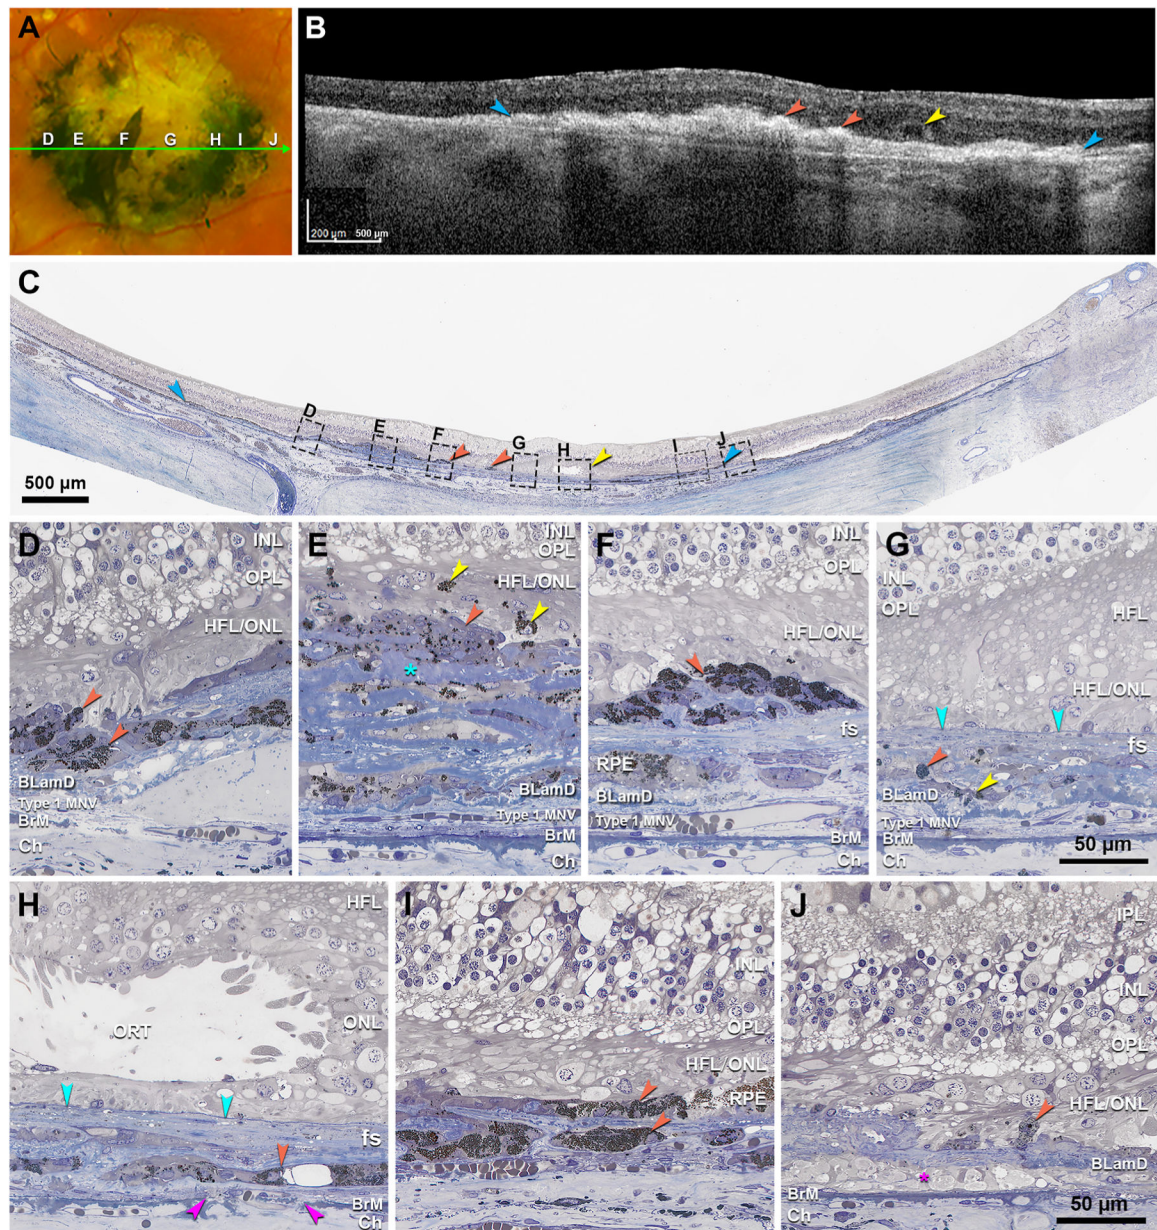 A
D E F G H I J
B
200 µm 500 µm
C
D
E
F
G
H
I
J
500 µm
D
INL
OPL
HFL/ONL
BLamD
Type 1 MNV
BrM
Ch
E
INL
OPL
HFL/ONL
*
BLamD
Type 1 MNV
BrM
Ch
F
INL
OPL
HFL/ONL
fs
RPE
BLamD
Type 1 MNV
BrM
Ch
G
INL
OPL
HFL
HFL/ONL
fs
BLamD
Type 1 MNV
BrM
Ch
50 µm
H
HFL
ORT
ONL
fs
BrM
Ch
I
INL
OPL
HFL/ONL
RPE
J
IPL
INL
OPL
HFL/ONL
BLamD
*
BrM
Ch
50 µm